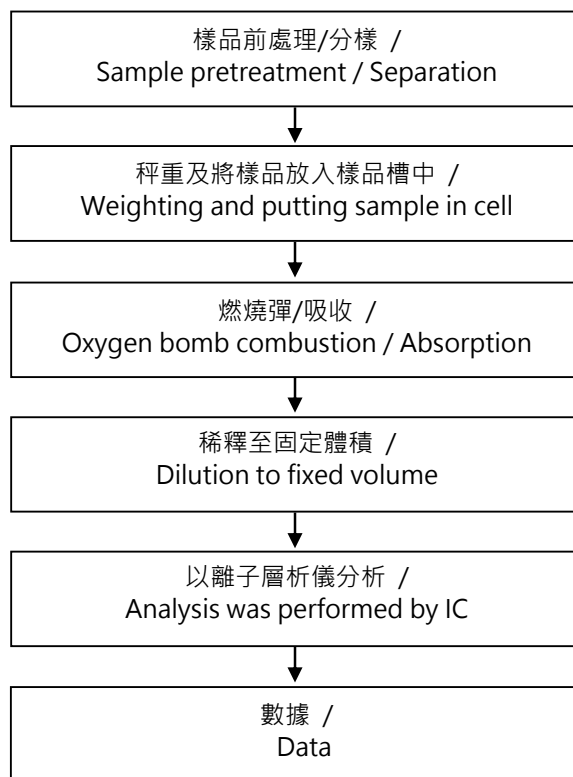 樣品前處理/分樣 /
Sample pretreatment / Separation
秤重及將樣品放入樣品槽中 /
Weighting and putting sample in cell
燃燒彈/吸收 /
Oxygen bomb combustion / Absorption
稀釋至固定體積 /
Dilution to fixed volume
以離子層析儀分析 /
Analysis was performed by IC
數據 /
Data